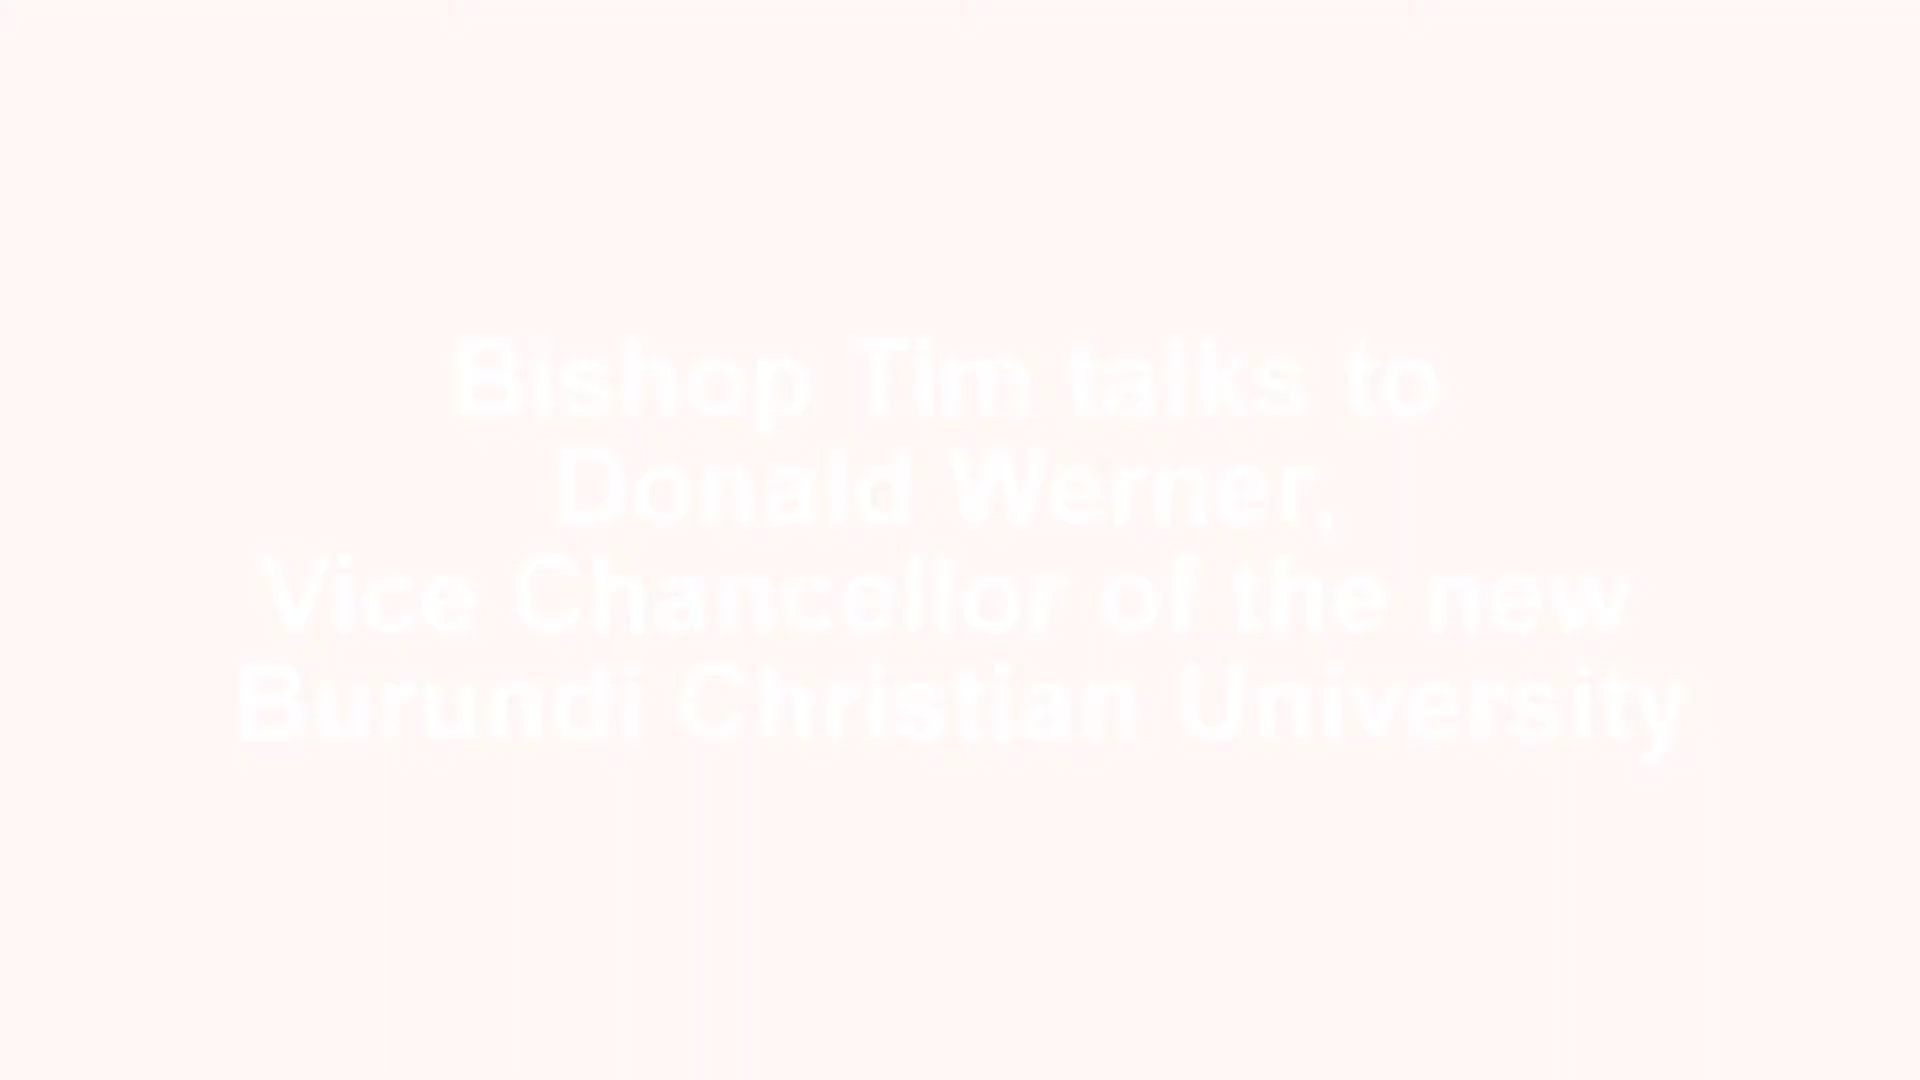 Bishop Tim talks to
Donald Werner,
Vice Chancellor of the new
Burundi Christian University